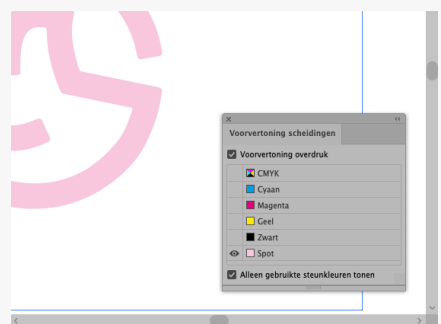 Voorvertoning scheidingen
Voorvertoning overdruk
CMYK
Cyaan
Magenta
Geel
Zwart
Spot
Alleen gebruikte steunkleuren tonen